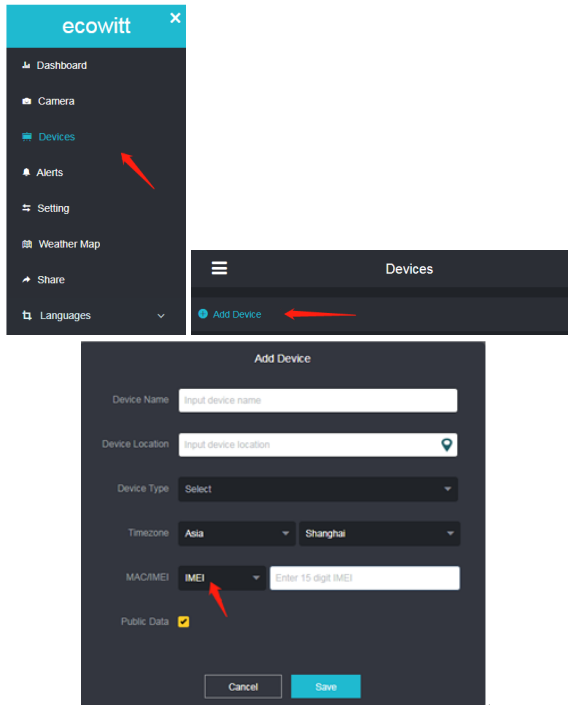 ecowitt ×
Dashboard
Camera
Devices
Alerts
Setting
Weather Map
Share
Languages
Devices
Add Device
Add Device
Device Name Input device name
Device Location Input device location
Device Type Select
Timezone Asia Shanghai
MAC/IMEI IMEI Enter 15 digit IMEI
Public Data
Cancel Save